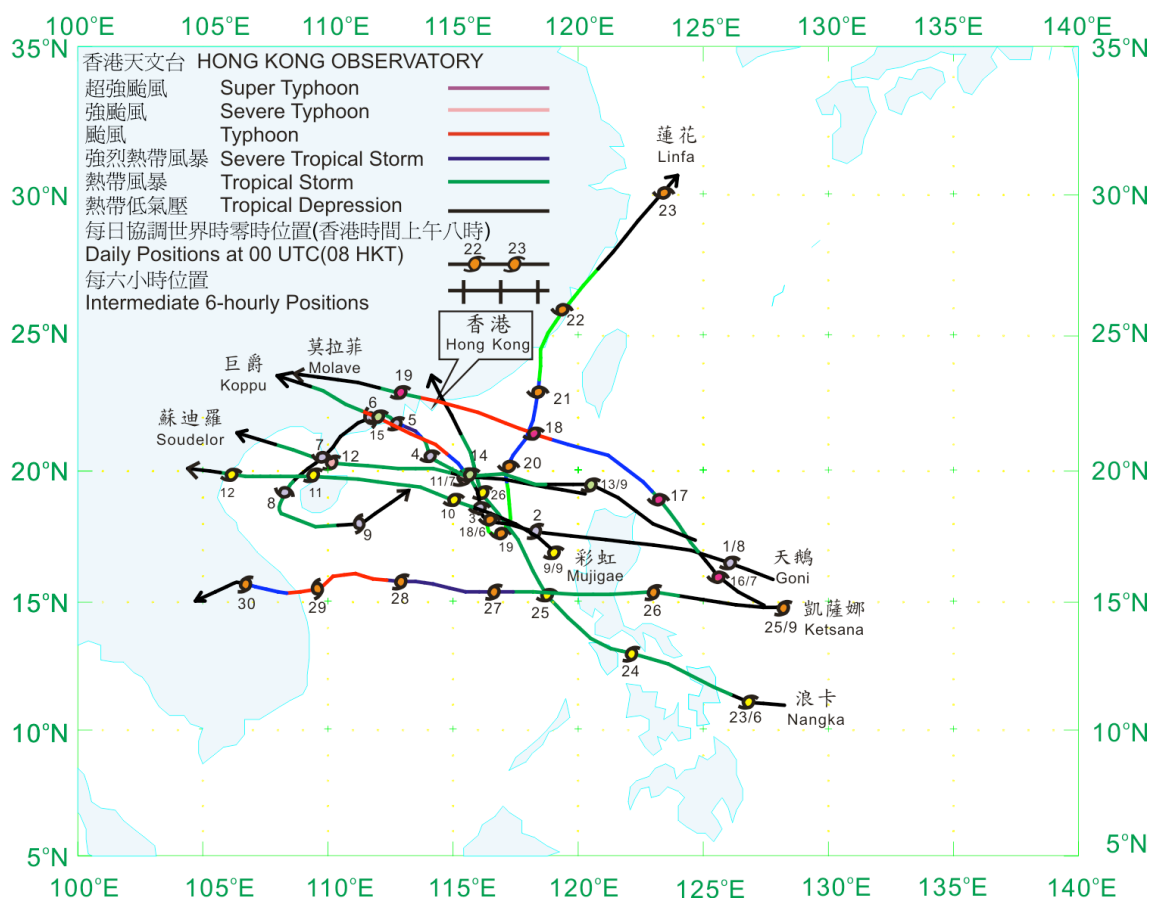 100°E 105°E 110°E 115°E 120°E 125°E 130°E 135°E 140°E
35°N 35°N
香港天文台 HONG KONG OBSERVATORY
超強颱風 Super Typhoon
強颱風 Severe Typhoon
颱風 Typhoon
強烈熱帶風暴 Severe Tropical Storm
熱帶風暴 Tropical Storm
熱帶低氣壓 Tropical Depression
每日協調世界時零時位置(香港時間上午八時)
Daily Positions at 00 UTC(08 HKT)
22 23
每六小時位置
Intermediate 6-hourly Positions
蓮花
Linfa
30°N 23 30°N
25°N 22 25°N
香港
Hong Kong
莫拉菲
Molave
巨爵
Koppu
19
21
蘇迪羅
Soudelor
6
15
5
18
7
12
4
14
20
20°N 20°N
12
11
11/7
13/9
8
10
26
17
9
3
18/6
19
2
1/8
彩虹
Mujigae
9/9
天鵝
Goni
16/7
15°N 15°N
30
29
28
27
25
26
25/9
凱薩娜
Ketsana
24
23/6
浪卡
Nangka
10°N 10°N
5°N 5°N
100°E 105°E 110°E 115°E 120°E 125°E 130°E 135°E 140°E